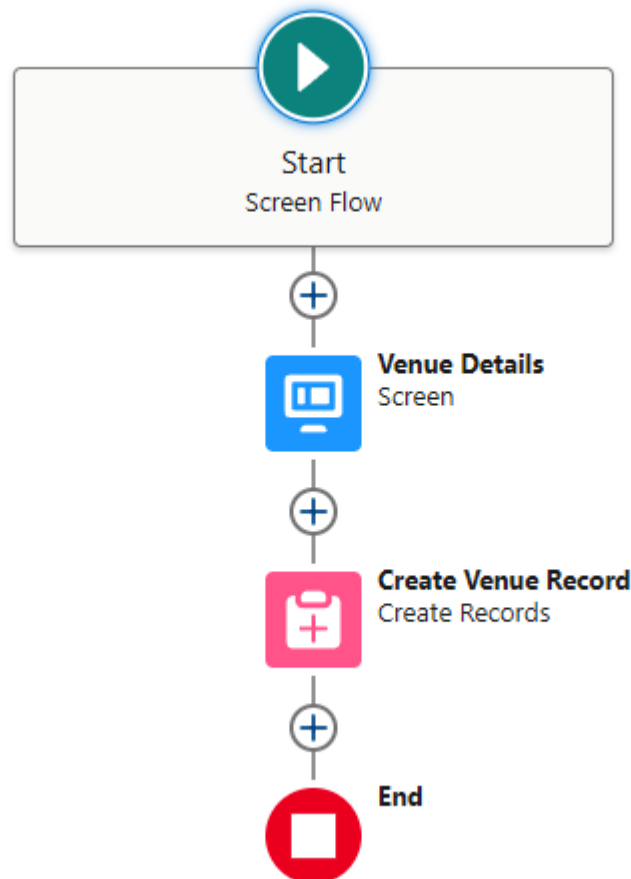 Start
Screen Flow
Venue Details
Screen
Create Venue Record
Create Records
End